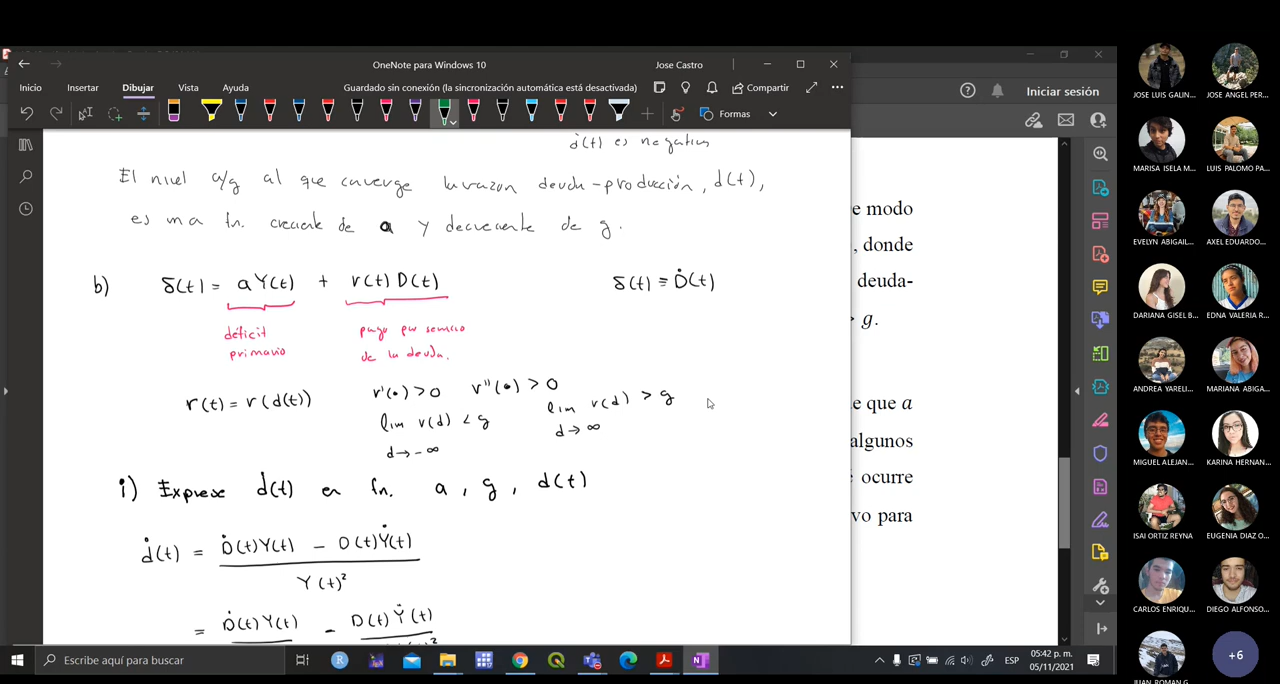 OneNote para Windows 10
Jose Castro
Inicio Insertar Dibujar Vista Ayuda
Guardado sin conexión (la sincronización automática está desactivada)
Compartir
Formas
Iniciar sesión
ḋ(t) es negativa
El nivel a/g al que converge la razon deuda-producción, d(t),
es una fn. creciente de a y decreciente de g.
b) δ(t) = a Y(t) + r(t) D(t) δ(t) ≡ Ḋ(t)
déficit
primario
pago por servicio
de la deuda.
r(t) = r(d(t)) r'(•) > 0 r''(•) > 0
lim r(d) < g
d → -∞
lim r(d) > g
d → ∞
i) Exprese ḋ(t) en fn. a, g, d(t)
ḋ(t) = Ḋ(t)Y(t) - D(t)Ẏ(t)
Y(t)²
= Ḋ(t)Y(t) - D(t)Ẏ(t)
e modo
, donde
deuda-
> g.
e que a
algunos
é ocurre
vo para
JOSE LUIS GALIN...
JOSE ANGEL PER...
MARISA ISELA M...
LUIS PALOMO PA...
EVELYN ABIGAIL...
AXEL EDUARDO...
DARIANA GISEL B...
EDNA VALERIA R...
ANDREA YARELI...
MARIANA ABIGA...
MIGUEL ALEJAN...
KARINA HERNAN...
ISAI ORTIZ REYNA
EUGENIA DIAZ O...
CARLOS ENRIQU...
DIEGO ALFONSO...
JUAN ROMAN G...
+6
Escribe aquí para buscar
ESP
05:42 p. m.
05/11/2021